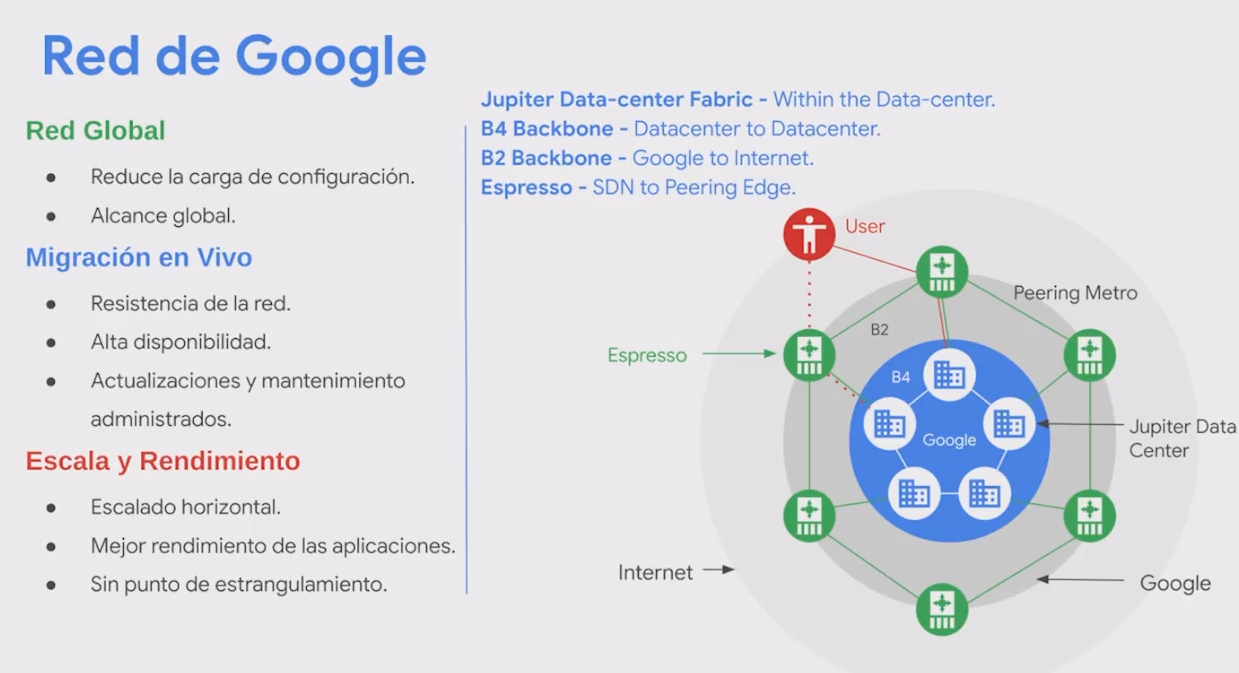 Red de Google
Red Global
Reduce la carga de configuración.
Alcance global.
Migración en Vivo
Resistencia de la red.
Alta disponibilidad.
Actualizaciones y mantenimiento
administrados.
Escala y Rendimiento
Escalado horizontal.
Mejor rendimiento de las aplicaciones.
Sin punto de estrangulamiento.
Jupiter Data-center Fabric - Within the Data-center.
B4 Backbone - Datacenter to Datacenter.
B2 Backbone - Google to Internet.
Espresso - SDN to Peering Edge.
User
Peering Metro
B2
Espresso
B4
Google
Jupiter Data
Center
Internet
Google